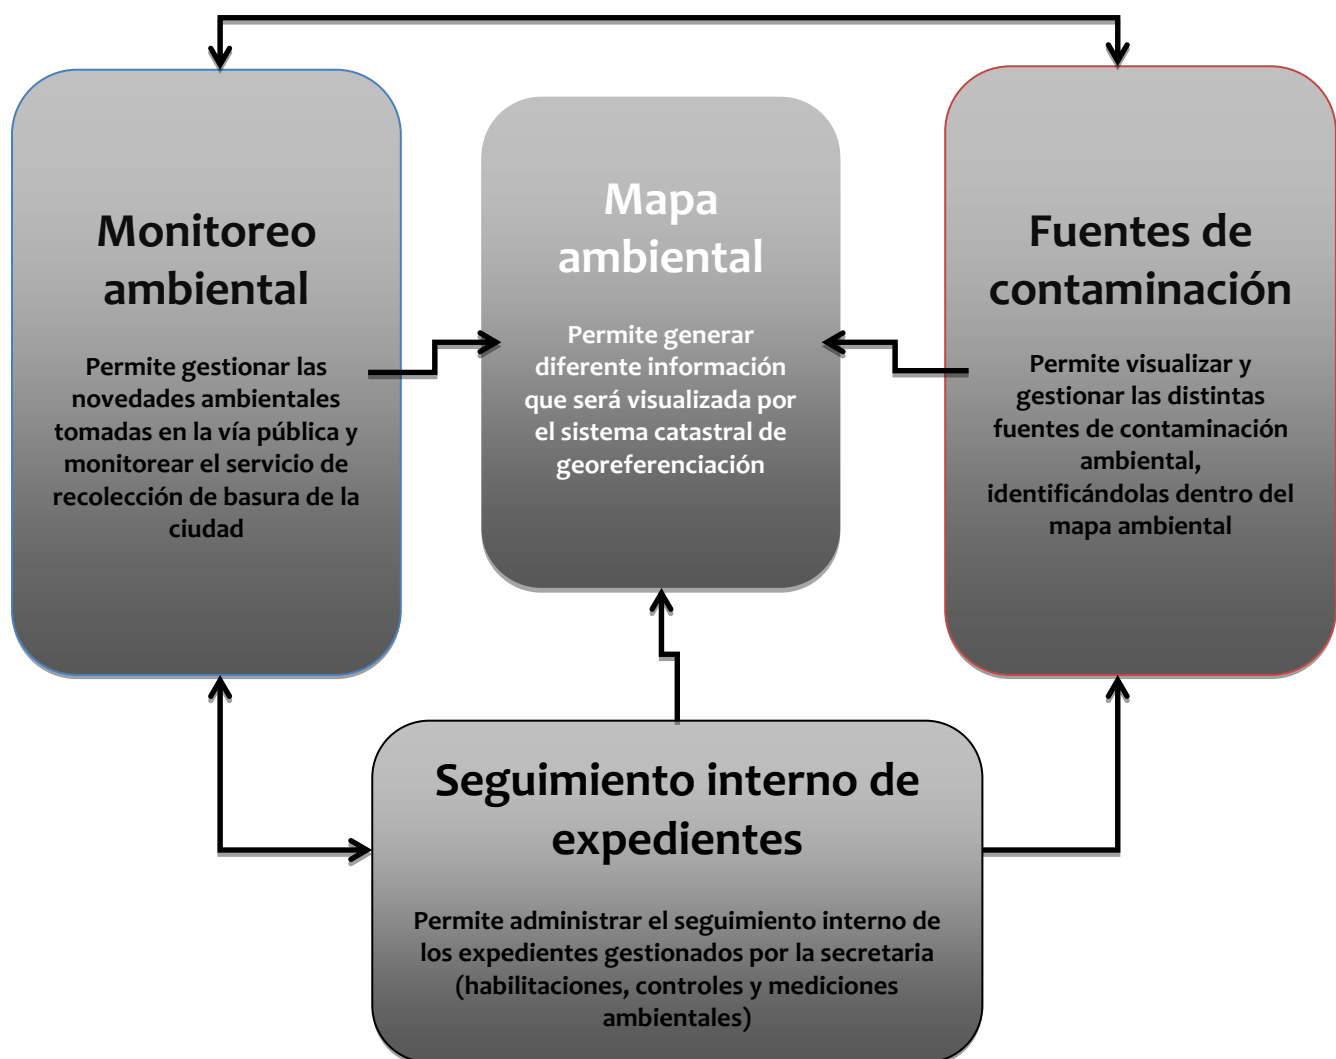 Monitoreo
ambiental
Permite gestionar las
novedades ambientales
tomadas en la vía pública y
monitorear el servicio de
recolección de basura de la
ciudad
Mapa
ambiental
Permite generar
diferente información
que será visualizada por
el sistema catastral de
georeferenciación
Fuentes de
contaminación
Permite visualizar y
gestionar las distintas
fuentes de contaminación
ambiental,
identificándolas dentro del
mapa ambiental
Seguimiento interno de
expedientes
Permite administrar el seguimiento interno de
los expedientes gestionados por la secretaria
(habilitaciones, controles y mediciones
ambientales)